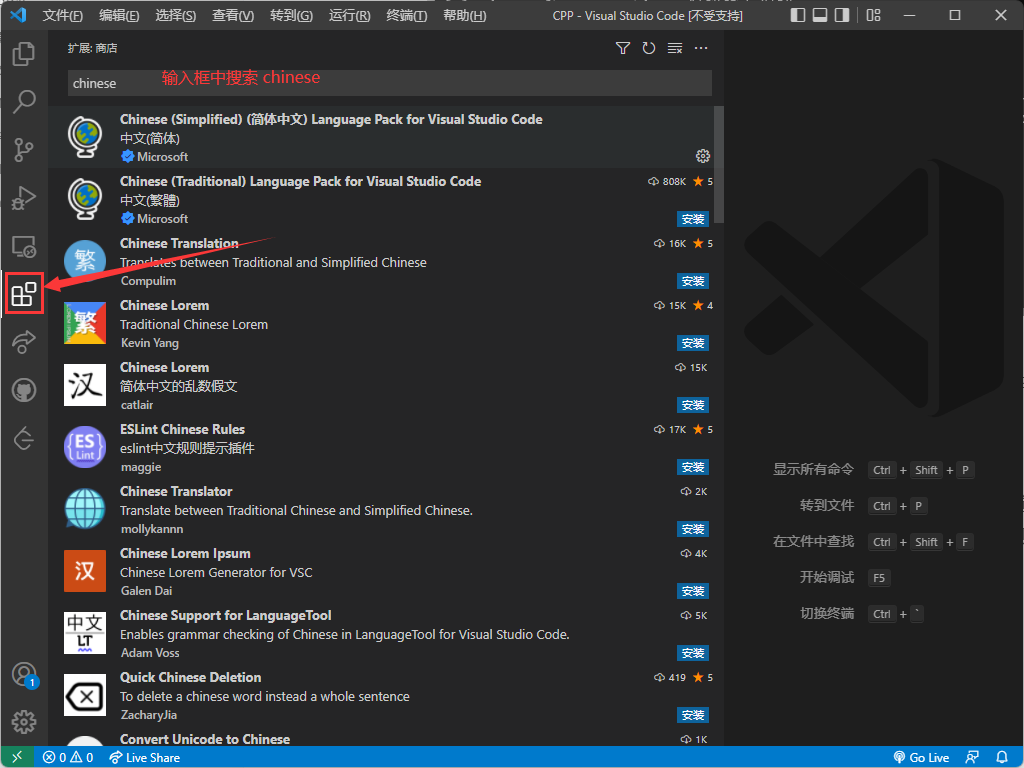 文件(F) 编辑(E) 选择(S) 查看(V) 转到(G) 运行(R) 终端(T) 帮助(H) CPP - Visual Studio Code [不受支持]
扩展: 商店
chinese 输入框中搜索 chinese
Chinese (Simplified) (简体中文) Language Pack for Visual Studio Code
中文(简体)
Microsoft
Chinese (Traditional) Language Pack for Visual Studio Code 808K 5
中文(繁體)
Microsoft 安装
Chinese Translation 16K 5
繁 Translates between Traditional and Simplified Chinese
Compulim 安装
Chinese Lorem 15K 4
繁 Traditional Chinese Lorem
Kevin Yang 安装
Chinese Lorem 15K
汉 简体中文的乱数假文
catlair 安装
ESLint Chinese Rules 17K 5
{ES} Lint eslint中文规则提示插件
maggie 安装
Chinese Translator 2K
Translate between Traditional Chinese and Simplified Chinese.
mollykannn 安装
Chinese Lorem Ipsum 4K
汉 Chinese Lorem Generator for VSC
Galen Dai 安装
Chinese Support for LanguageTool 5K
中文 LT Enables grammar checking of Chinese in LanguageTool for Visual Studio Code.
Adam Voss 安装
Quick Chinese Deletion 419 5
To delete a chinese word instead a whole sentence
ZacharyJia 安装
Convert Unicode to Chinese 1K
显示所有命令 Ctrl + Shift + P
转到文件 Ctrl + P
在文件中查找 Ctrl + Shift + F
开始调试 F5
切换终端 Ctrl + `
1
0 0 Live Share Go Live